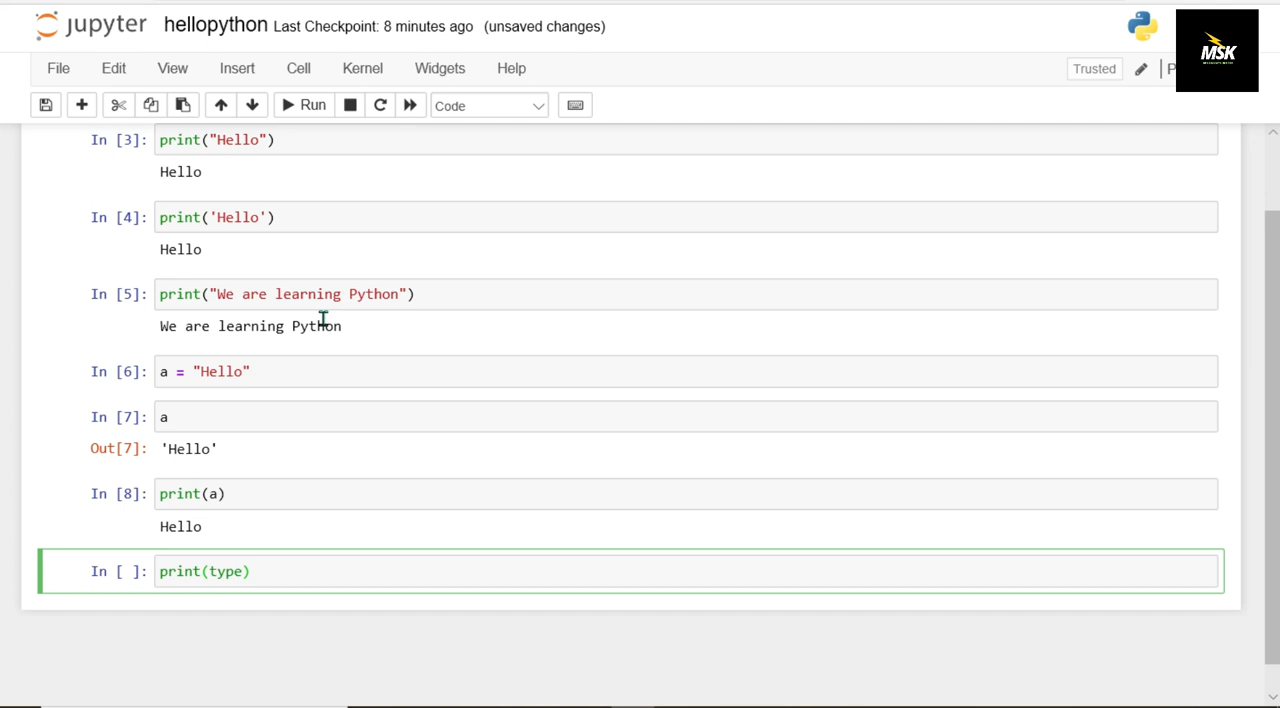 jupyter hellopython Last Checkpoint: 8 minutes ago (unsaved changes)
MSK
File Edit View Insert Cell Kernel Widgets Help Trusted P
Run Code
In [3]: print("Hello")
Hello
In [4]: print('Hello')
Hello
In [5]: print("We are learning Python")
We are learning Python
In [6]: a = "Hello"
In [7]: a
Out[7]: 'Hello'
In [8]: print(a)
Hello
In [ ]: print(type)